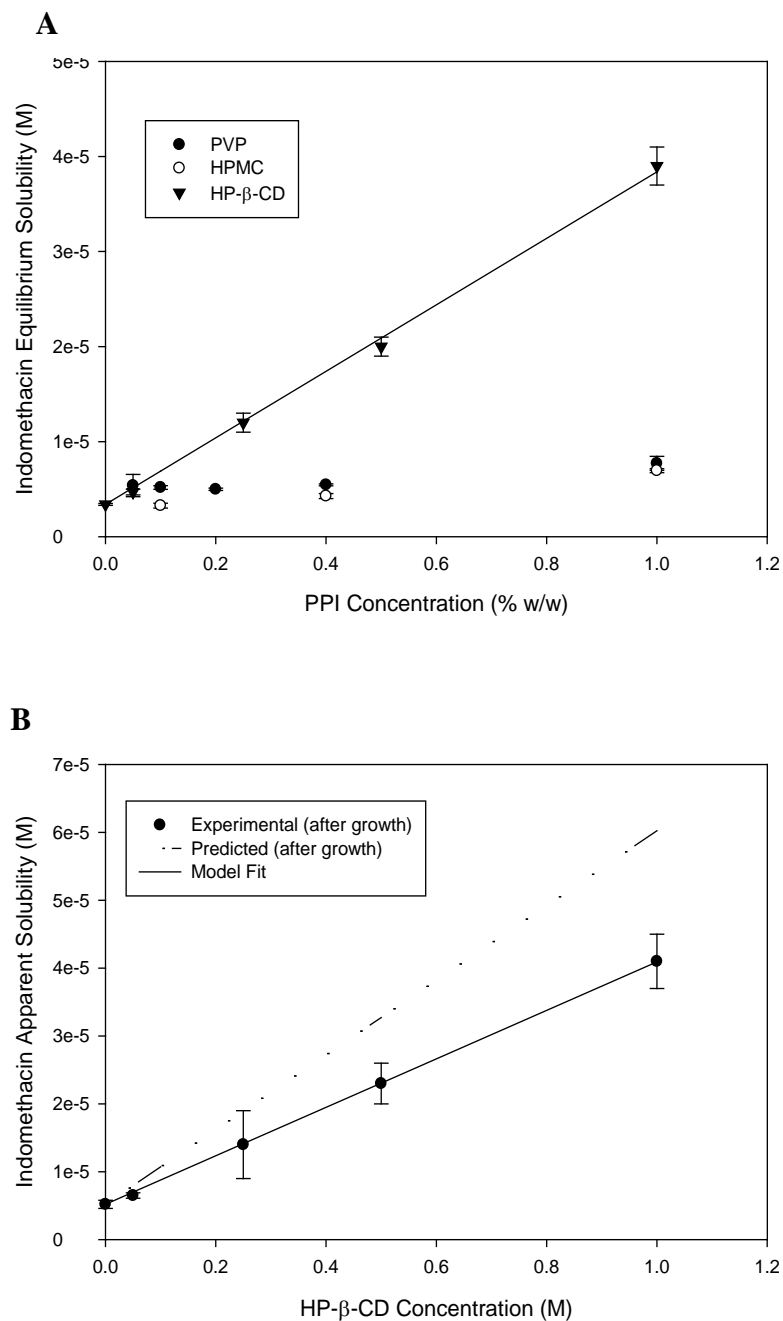 A
Indomethacin Equilibrium Solubility (M)
5e-5
4e-5
3e-5
2e-5
1e-5
0
PVP
HPMC
HP-β-CD
0.0 0.2 0.4 0.6 0.8 1.0 1.2
PPI Concentration (% w/w)
B
Indomethacin Apparent Solubility (M)
7e-5
6e-5
5e-5
4e-5
3e-5
2e-5
1e-5
0
Experimental (after growth)
Predicted (after growth)
Model Fit
0.0 0.2 0.4 0.6 0.8 1.0 1.2
HP-β-CD Concentration (M)